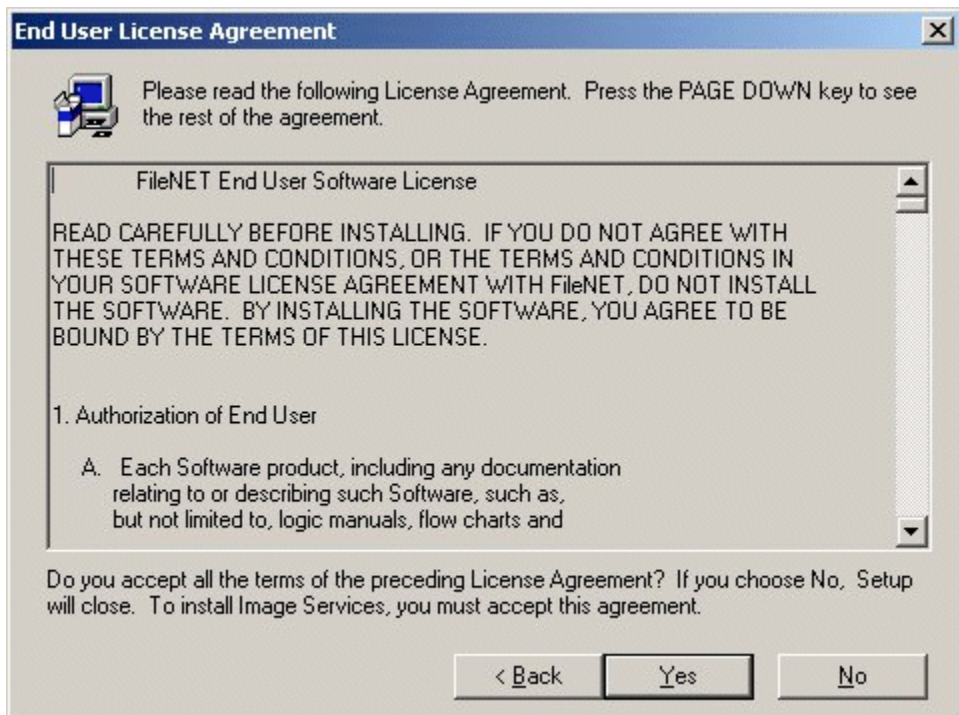 End User License Agreement
Please read the following License Agreement. Press the PAGE DOWN key to see
the rest of the agreement.
FileNET End User Software License
READ CAREFULLY BEFORE INSTALLING. IF YOU DO NOT AGREE WITH
THESE TERMS AND CONDITIONS, OR THE TERMS AND CONDITIONS IN
YOUR SOFTWARE LICENSE AGREEMENT WITH FileNET, DO NOT INSTALL
THE SOFTWARE. BY INSTALLING THE SOFTWARE, YOU AGREE TO BE
BOUND BY THE TERMS OF THIS LICENSE.
1. Authorization of End User
A. Each Software product, including any documentation
relating to or describing such Software, such as,
but not limited to, logic manuals, flow charts and
Do you accept all the terms of the preceding License Agreement? If you choose No, Setup
will close. To install Image Services, you must accept this agreement.
< Back
Yes
No